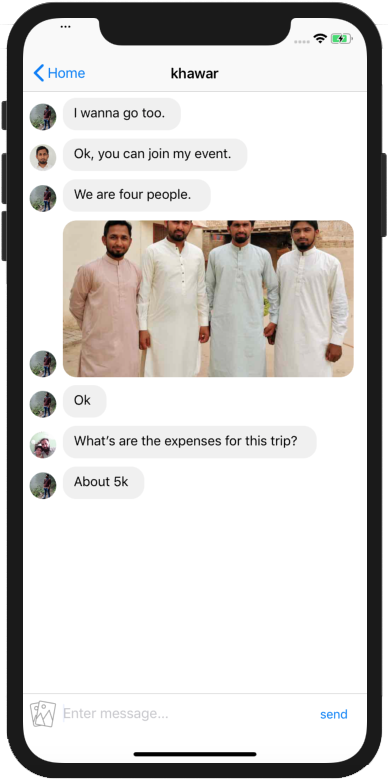 Home
khawar
I wanna go too.
Ok, you can join my event.
We are four people.
Ok
What's are the expenses for this trip?
About 5k
Enter message...
send